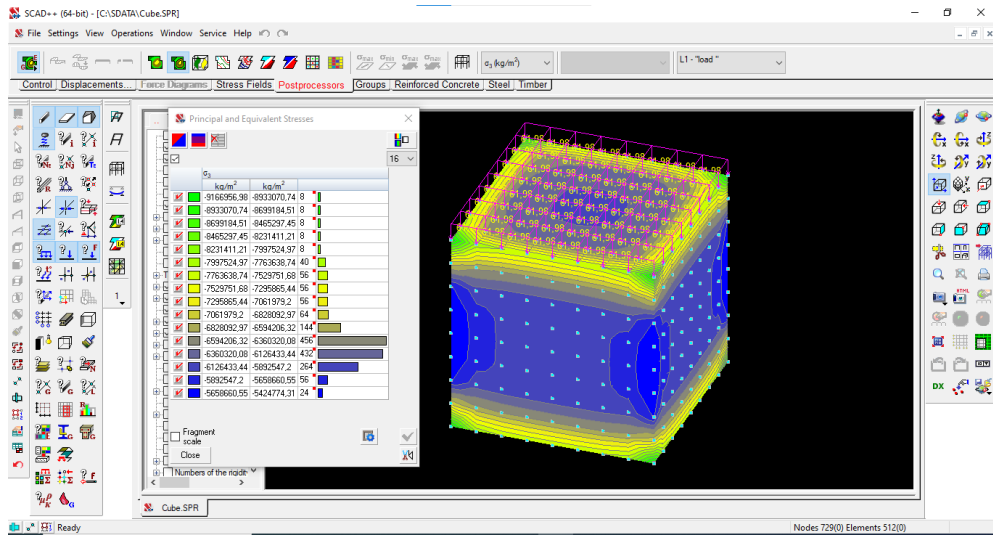 SCAD++ (64-bit) - [C:\SDATA\Cube.SPR]
File Settings View Operations Window Service Help
σ3 (kg/m²)
L1 - "load "
Control Displacements... Force Diagrams Stress Fields Postprocessors Groups Reinforced Concrete Steel Timber
Principal and Equivalent Stresses
16
σ3
kg/m² kg/m²
-9166956,98 -8933070,74 8
-8933070,74 -8699184,51 8
-8699184,51 -8465297,45 8
-8465297,45 -8231411,21 8
-8231411,21 -7997524,97 8
-7997524,97 -7763638,74 40
-7763638,74 -7529751,68 56
-7529751,68 -7295865,44 56
-7295865,44 -7061979,2 56
-7061979,2 -6828092,97 64
-6828092,97 -6594206,32 144
-6594206,32 -6360320,08 456
-6360320,08 -6126433,44 432
-6126433,44 -5892547,2 264
-5892547,2 -5658660,55 56
-5658660,55 -5424774,31 24
Fragment
scale
Close
Numbers of the rigidit
61,98
Cube.SPR
Ready
Nodes 729(0) Elements 512(0)